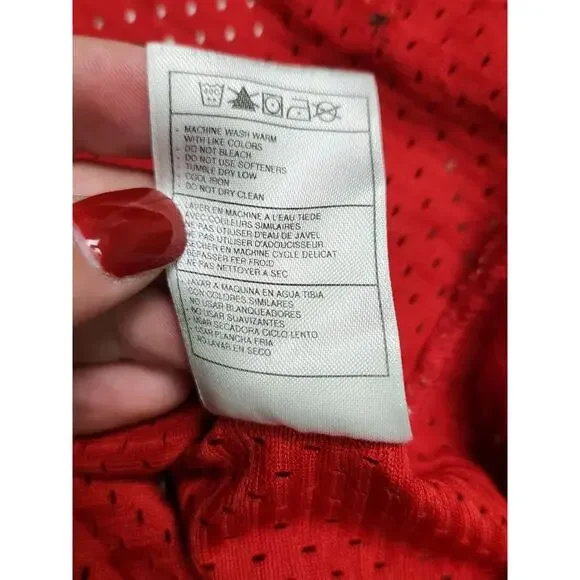 - MACHINE WASH WARM
WITH LIKE COLORS
- DO NOT BLEACH
- DO NOT USE SOFTENERS
- TUMBLE DRY LOW
- COOL IRON
- DO NOT DRY CLEAN
LAVER EN MACHINE A L'EAU TIEDE
AVEC COULEURS SIMILAIRES
NE PAS UTILISER D'EAU DE JAVEL
NE PAS UTILISER D'ADOUCISSEUR
SECHER EN MACHINE CYCLE DELICAT
REPASSER FER FROID
NE PAS NETTOYER A SEC
LAVAR A MAQUINA EN AGUA TIBIA
CON COLORES SIMILARES
NO USAR BLANQUEADORES
- NO USAR SUAVIZANTES
- USAR SECADORA CICLO LENTO
- USAR PLANCHA FRIA
- NO LAVAR EN SECO